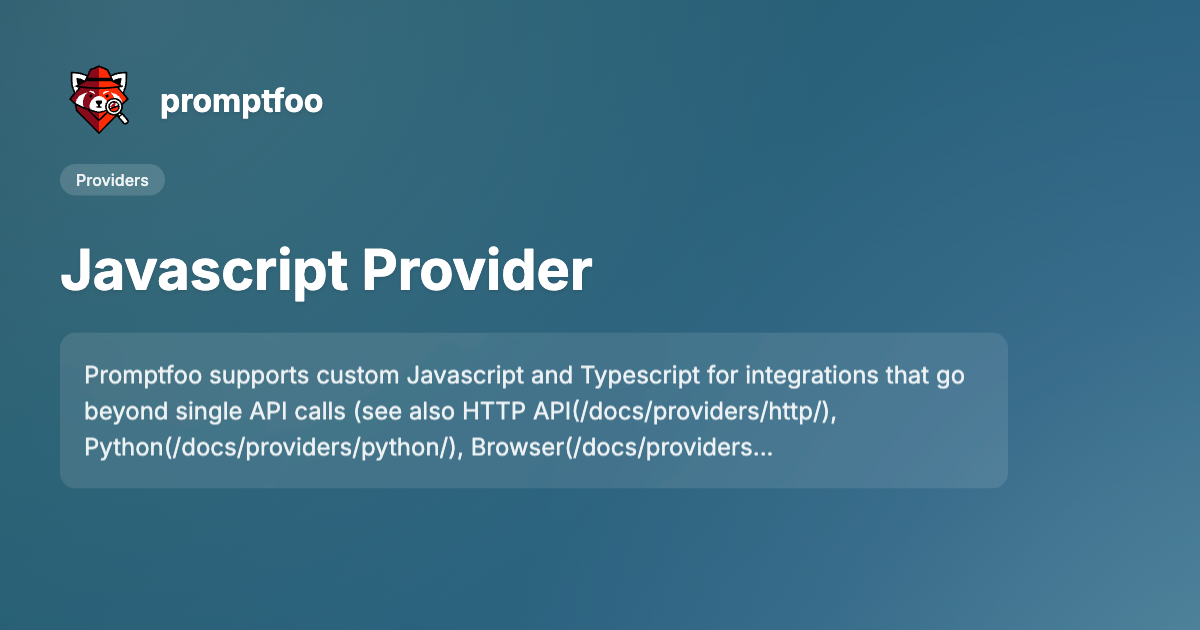 promptfoo
Providers
Javascript Provider
Promptfoo supports custom Javascript and Typescript for integrations that go
beyond single API calls (see also HTTP API(/docs/providers/http/),
Python(/docs/providers/python/), Browser(/docs/providers...